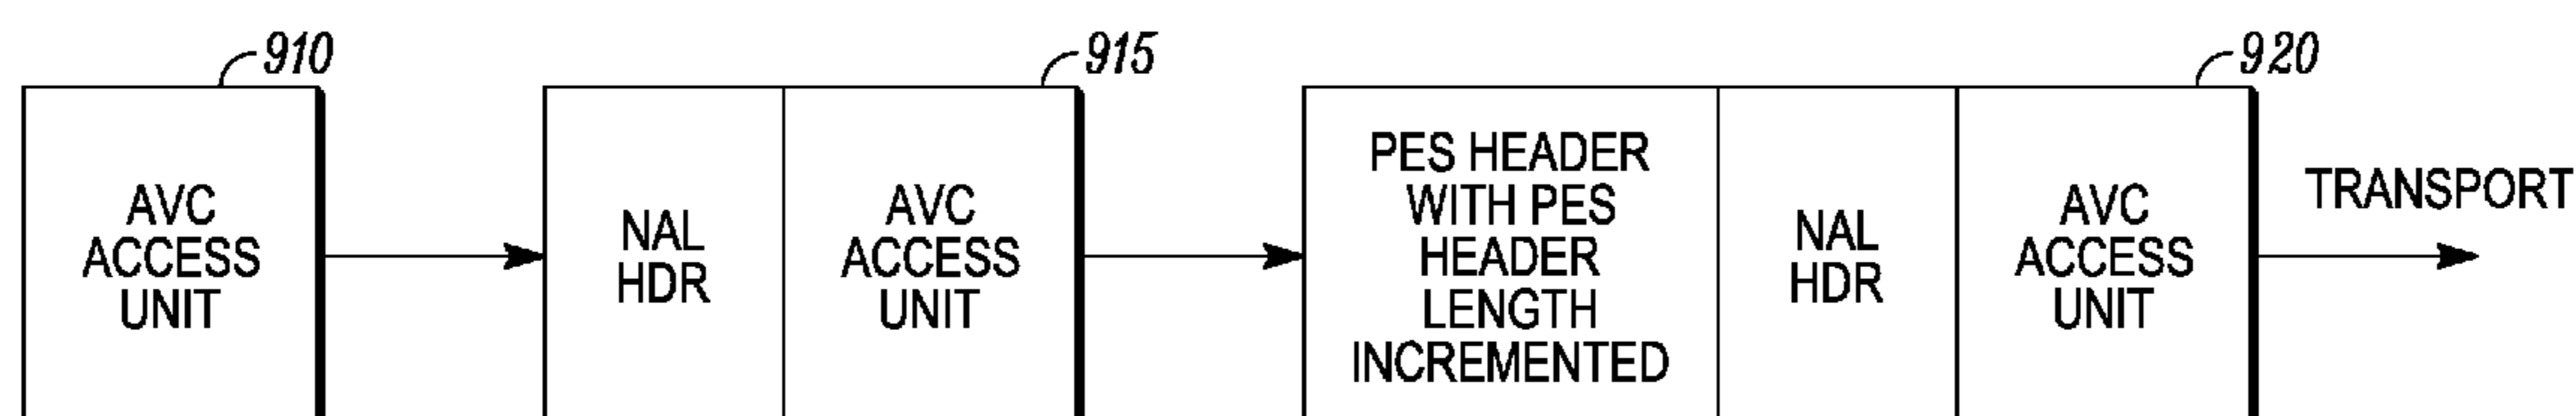 910
915
920
AVC
ACCESS
UNIT
NAL
HDR
AVC
ACCESS
UNIT
PES HEADER
WITH PES
HEADER
LENGTH
INCREMENTED
NAL
HDR
AVC
ACCESS
UNIT
TRANSPORT